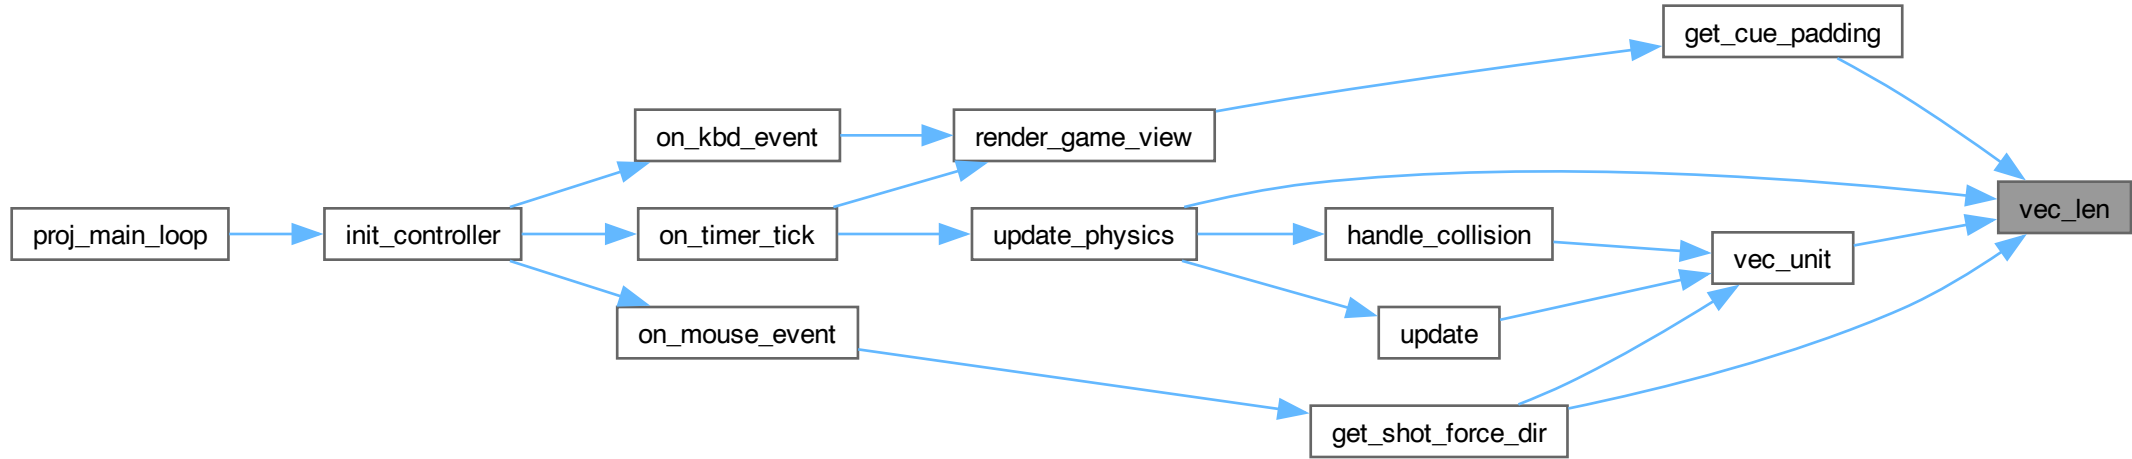 get_cue_padding
on_kbd_event
render_game_view
vec_len
proj_main_loop
init_controller
on_timer_tick
update_physics
handle_collision
vec_unit
on_mouse_event
update
get_shot_force_dir